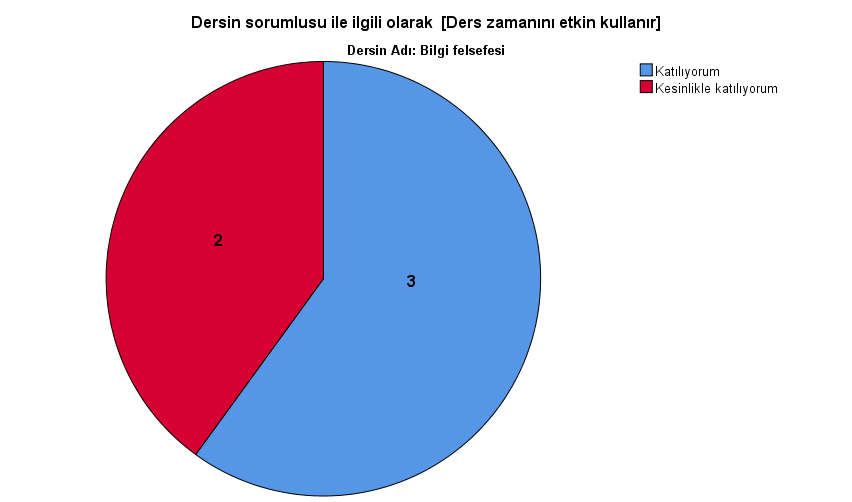 Dersin sorumlusu ile ilgili olarak [Ders zamanını etkin kullanır]
Dersin Adı: Bilgi felsefesi
Katılıyorum
Kesinlikle katılıyorum
2
3